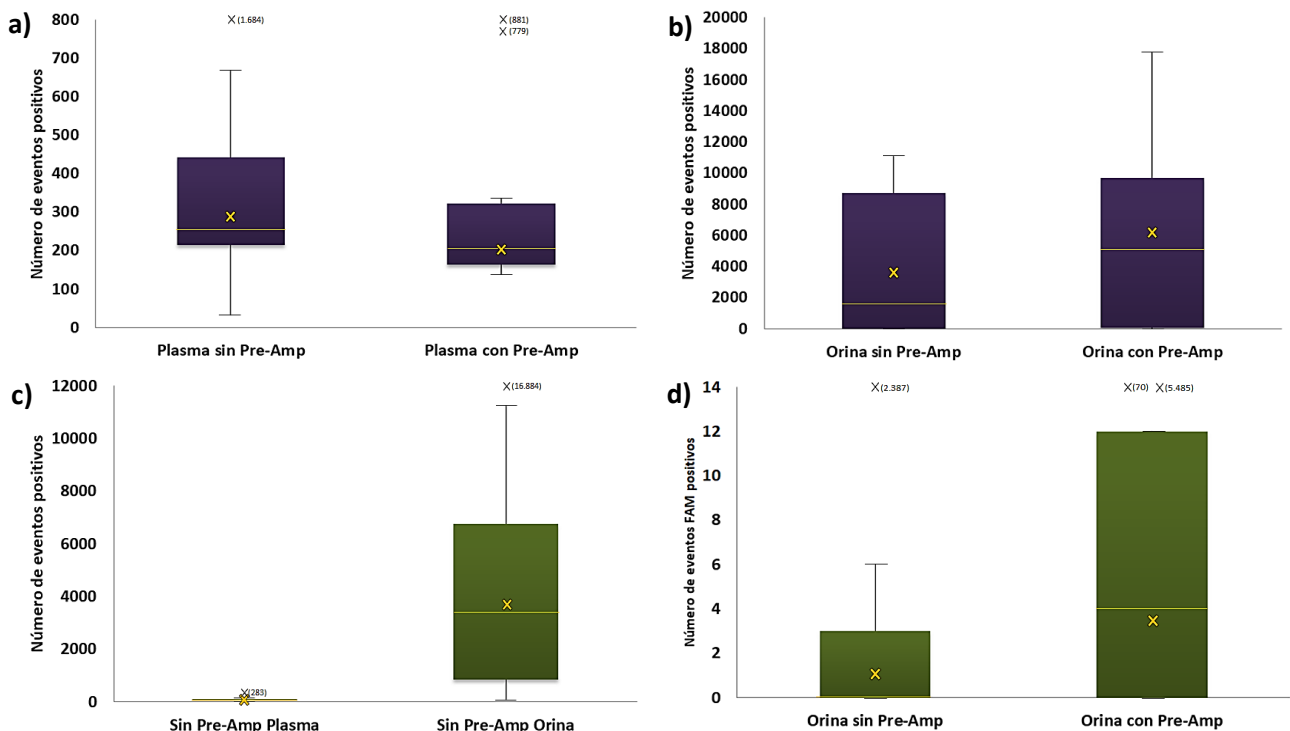 a)
Número de eventos positivos
800
700
600
500
400
300
200
100
0
(1.684)
(881)
(779)
Plasma sin Pre-Amp
Plasma con Pre-Amp
b)
Número de eventos positivos
20000
18000
16000
14000
12000
10000
8000
6000
4000
2000
0
Orina sin Pre-Amp
Orina con Pre-Amp
c)
Número de eventos positivos
12000
10000
8000
6000
4000
2000
0
(283)
(16.884)
Sin Pre-Amp Plasma
Sin Pre-Amp Orina
d)
Número de eventos FAM positivos
14
12
10
8
6
4
2
0
(2.387)
(70)
(5.485)
Orina sin Pre-Amp
Orina con Pre-Amp